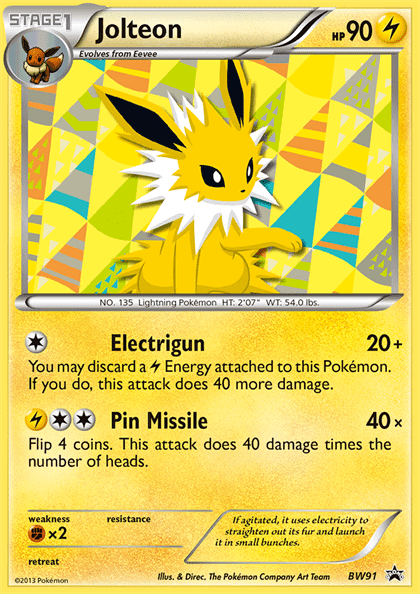 STAGE1
Jolteon
HP 90
Evolves from Eevee
NO. 135 Lightning Pokémon HT: 2'07" WT: 54.0 lbs.
Electrigun 20+
You may discard a Energy attached to this Pokémon.
If you do, this attack does 40 more damage.
Pin Missile 40×
Flip 4 coins. This attack does 40 damage times the
number of heads.
weakness resistance
×2
If agitated, it uses electricity to
straighten out its fur and launch
it in small bunches.
retreat
©2013 Pokémon Illus. & Direc. The Pokémon Company Art Team BW91